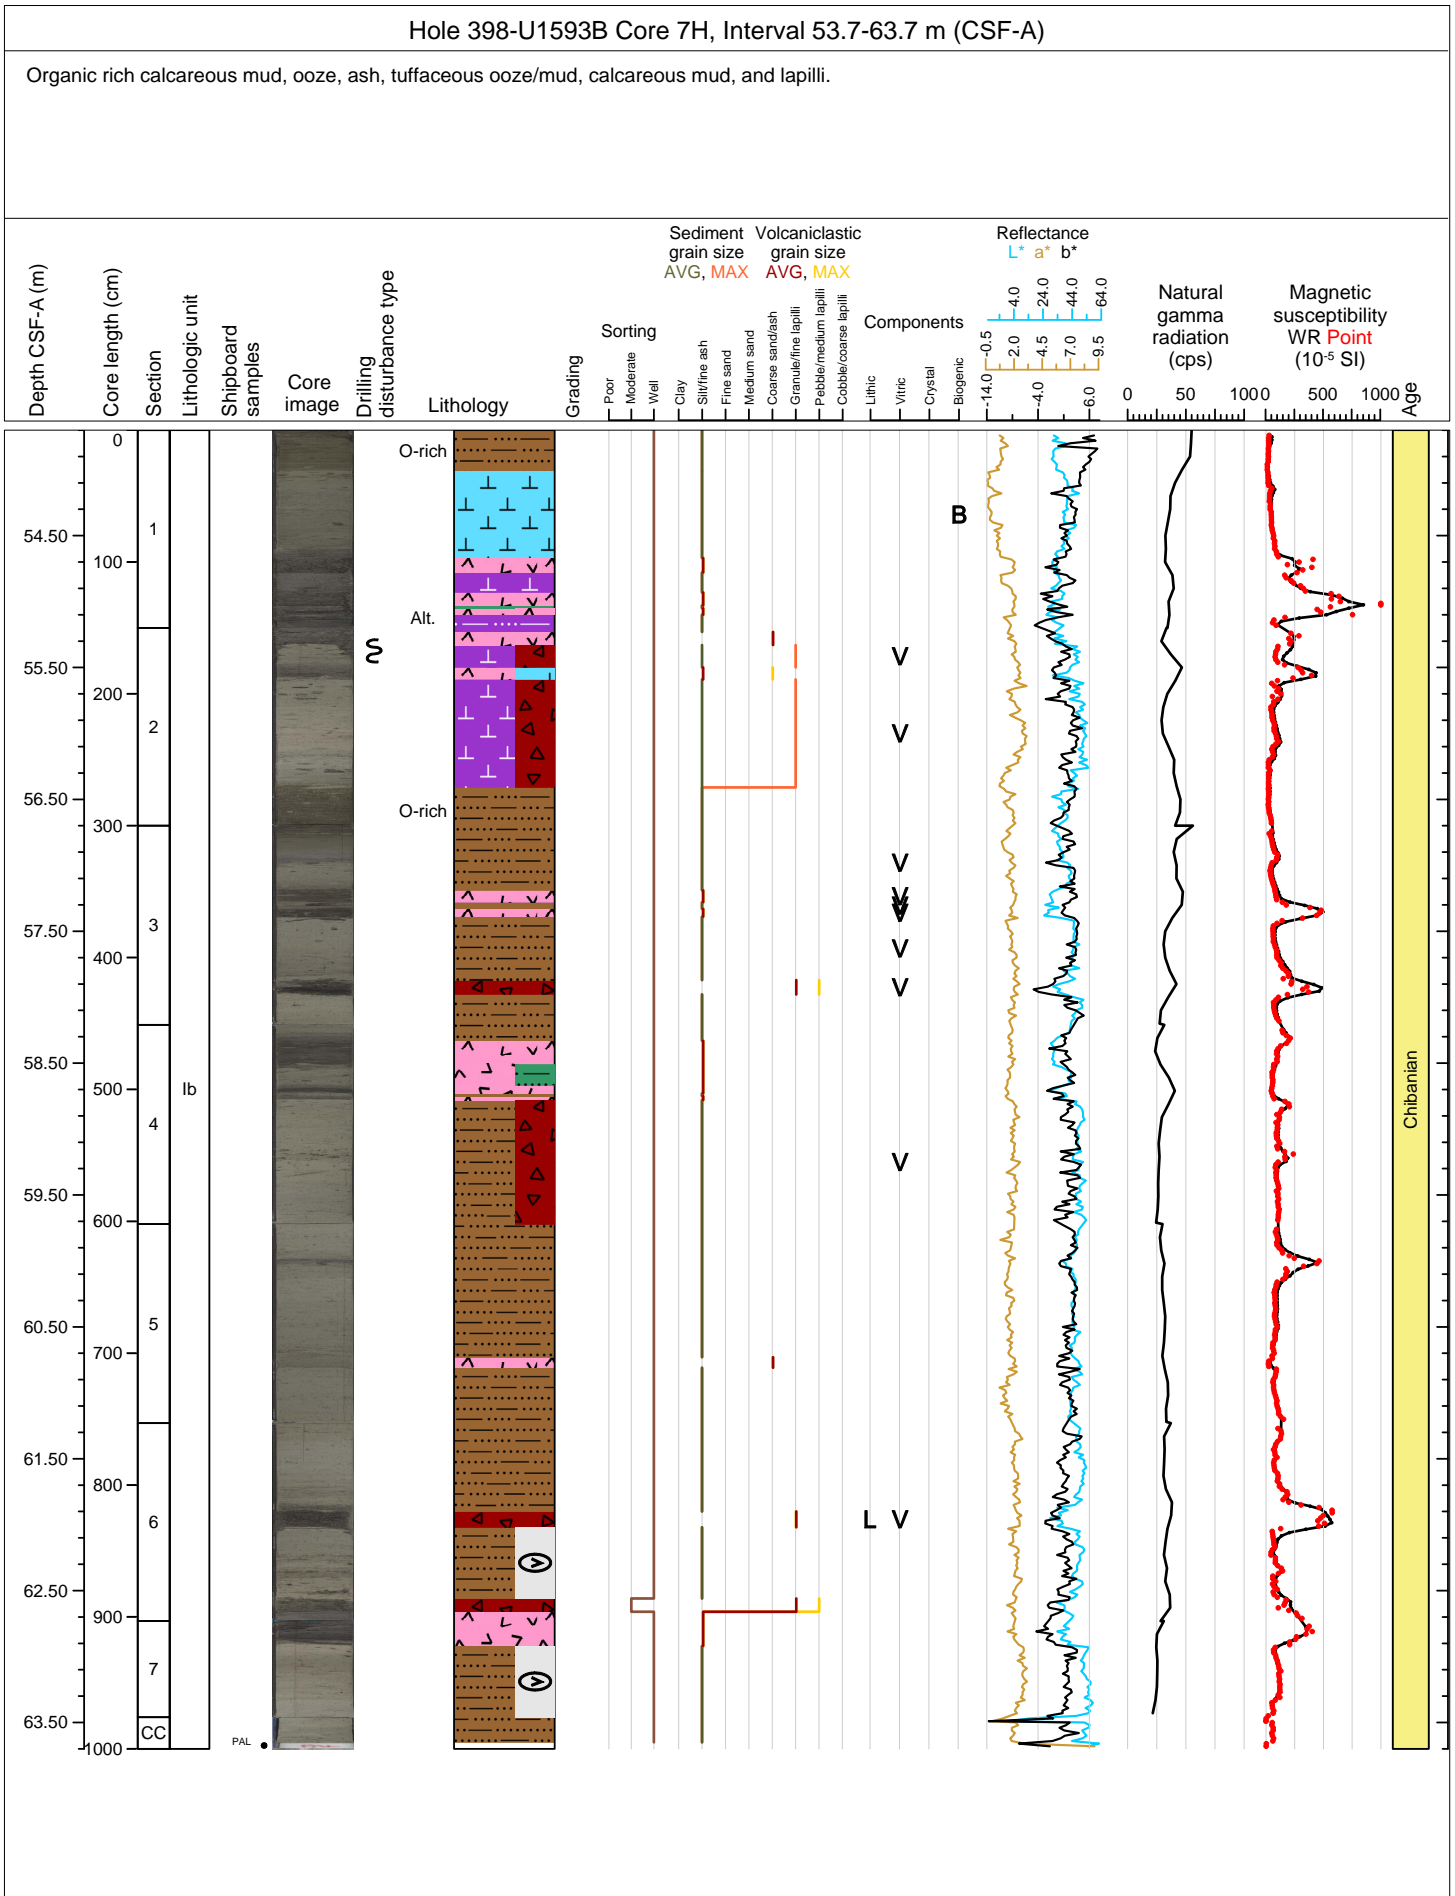 Hole 398-U1593B Core 7H, Interval 53.7-63.7 m (CSF-A)
Organic rich calcareous mud, ooze, ash, tuffaceous ooze/mud, calcareous mud, and lapilli.
Depth CSF-A (m)
Core length (cm)
Section
Lithologic unit
Shipboard
samples
Core
image
Drilling
disturbance type
Lithology
Grading
Sorting
Poor
Moderate
Well
Sediment
grain size
AVG, MAX
Volcaniclastic
grain size
AVG, MAX
Clay
Silt/fine ash
Fine sand
Medium sand
Coarse sand/ash
Granule/fine lapilli
Pebble/medium lapilli
Cobble/coarse lapilli
Components
Lithic
Vitric
Crystal
Biogenic
Reflectance
L* a* b*
4.0 24.0 44.0 64.0
-0.5 2.0 4.5 7.0 9.5
-14.0 -4.0 6.0
Natural
gamma
radiation
(cps)
0 50 100
Magnetic
susceptibility
WR Point
(10⁻⁵ SI)
0 500 1000
Age
54.50
55.50
56.50
57.50
58.50
59.50
60.50
61.50
62.50
63.50
0
100
200
300
400
500
600
700
800
900
1000
1
2
3
4
5
6
7
CC
Ib
PAL
O-rich
Alt.
O-rich
B
V
V
V
V
V
V
V
V
V
V
L V
Chibanian